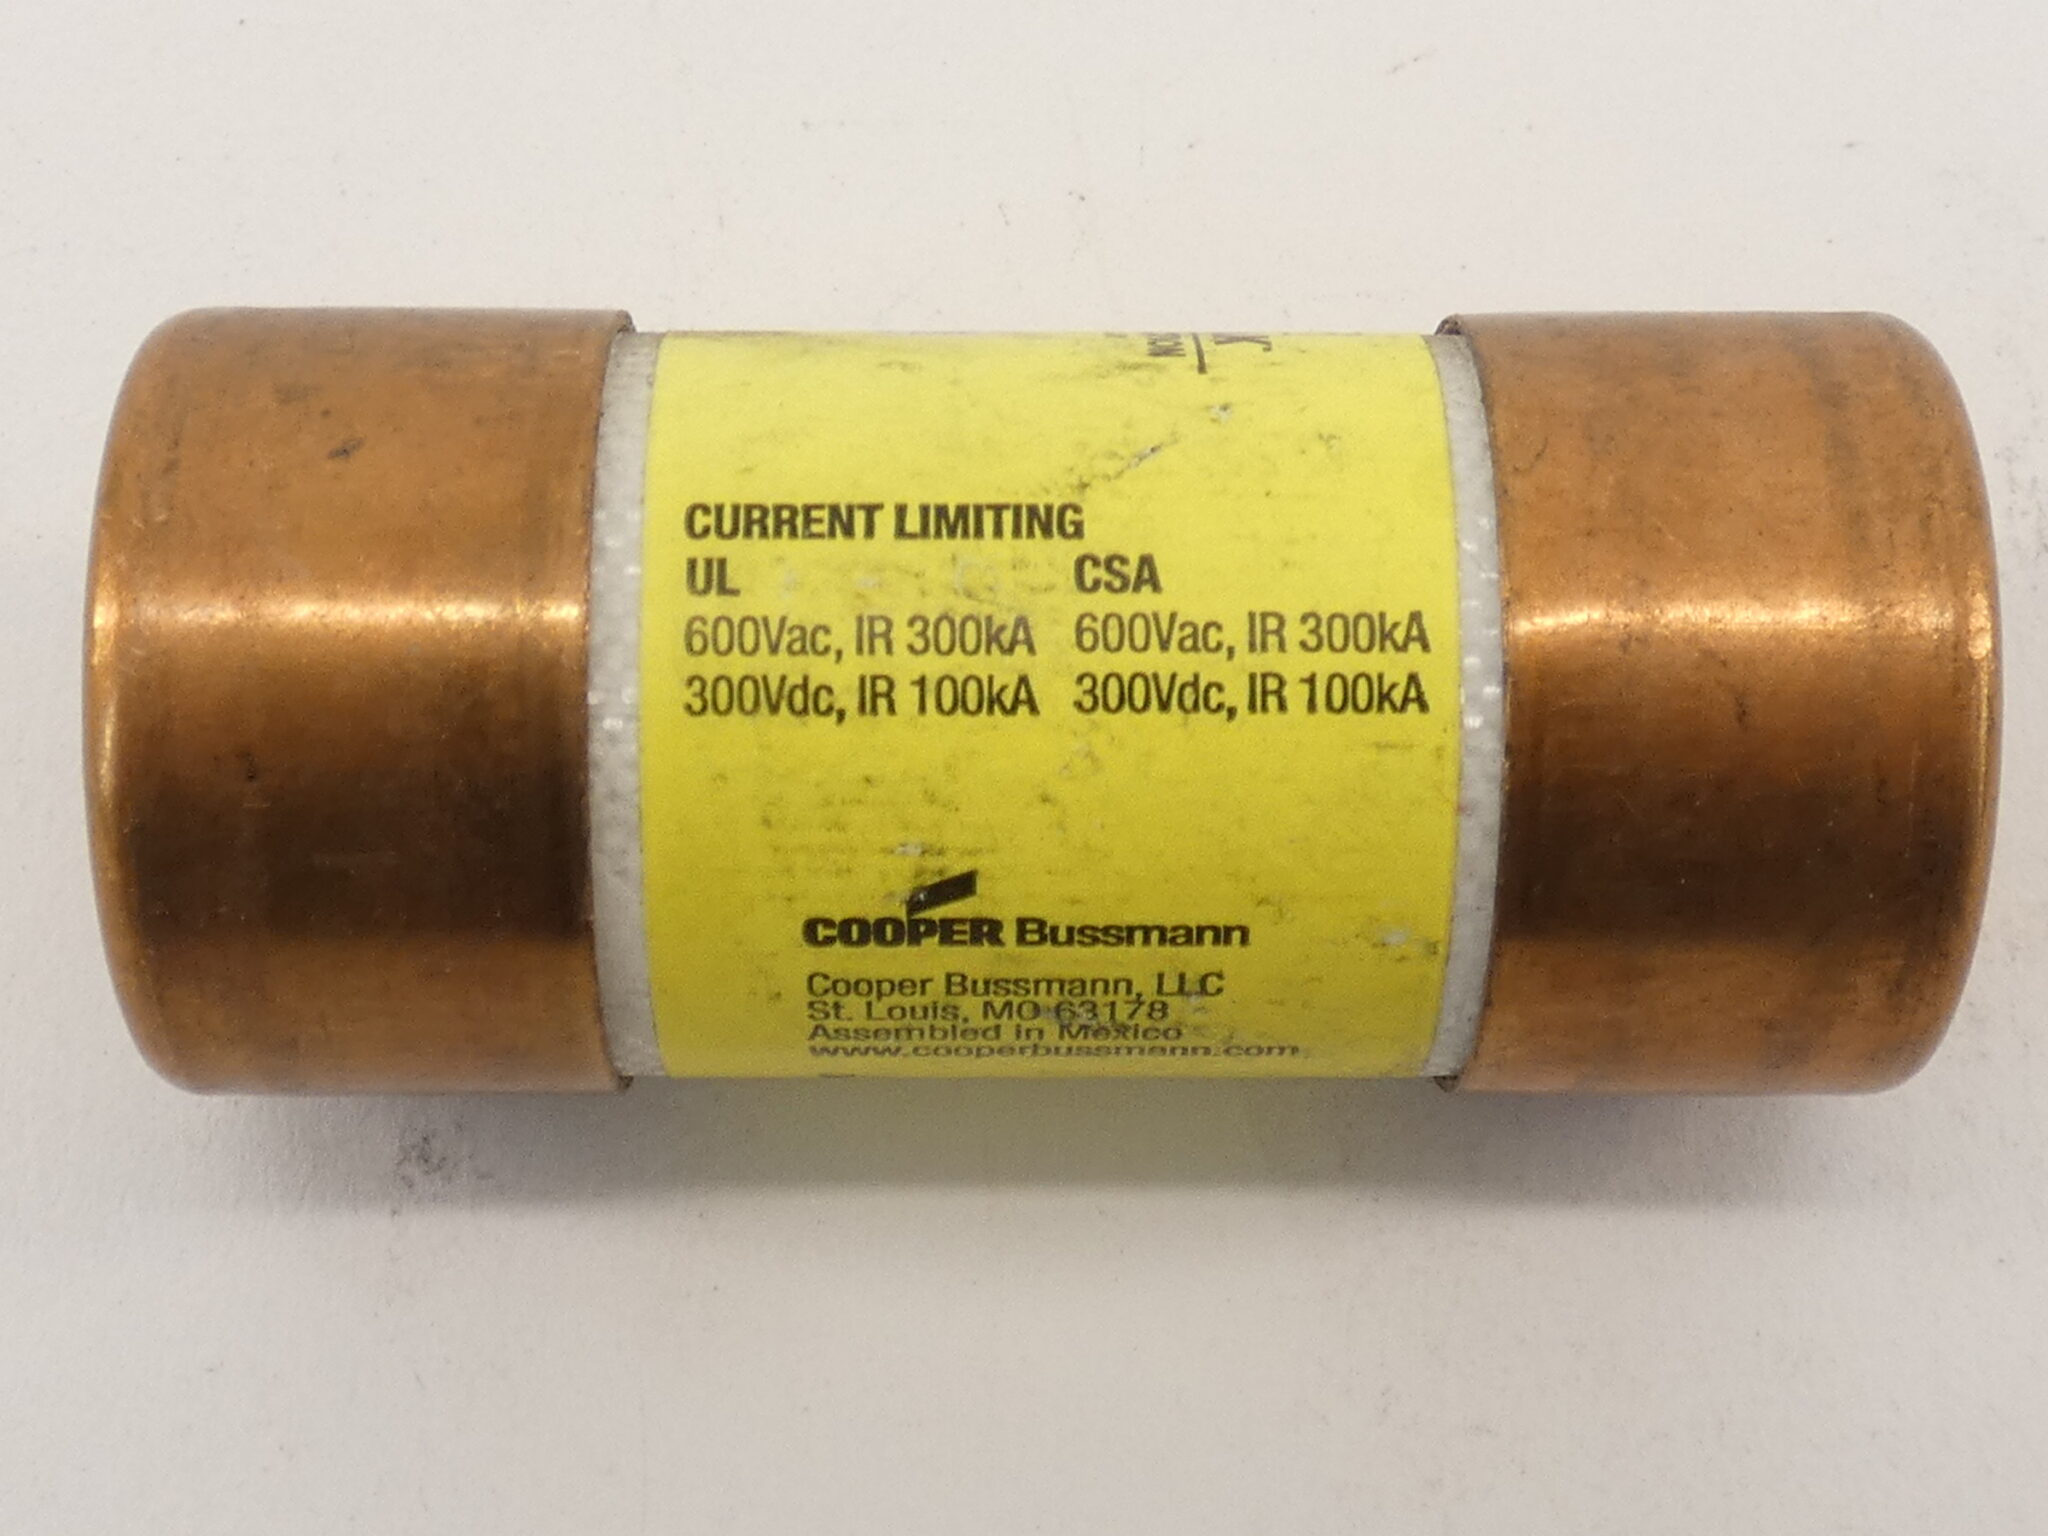 CURRENT LIMITING
UL CSA
600Vac, IR 300kA 600Vac, IR 300kA
300Vdc, IR 100kA 300Vdc, IR 100kA
COOPER Bussmann
Cooper Bussmann, LLC
St. Louis, MO 63178
Assembled in Mexico
www.cooperbussmann.com